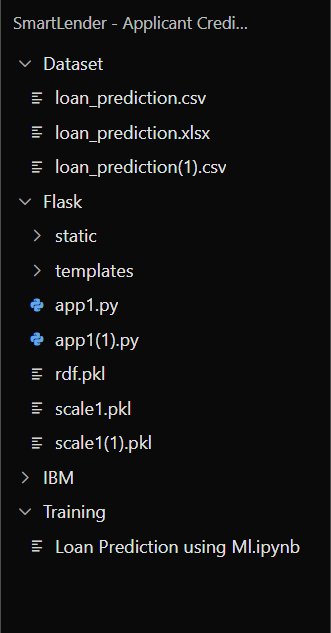 SmartLender - Applicant Credi...
Dataset
loan_prediction.csv
loan_prediction.xlsx
loan_prediction(1).csv
Flask
static
templates
app1.py
app1(1).py
rdf.pkl
scale1.pkl
scale1(1).pkl
IBM
Training
Loan Prediction using Ml.ipynb